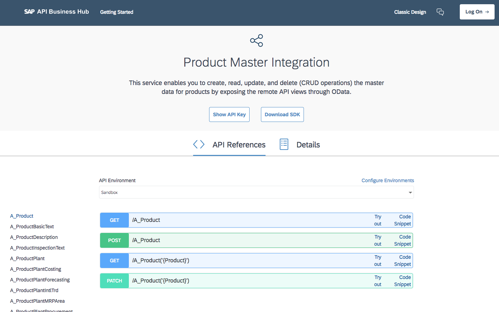 SAP API Business Hub Getting Started Classic Design Log On →
Product Master Integration
This service enables you to create, read, update, and delete (CRUD operations) the master
data for products by exposing the remote API views through OData.
Show API Key Download SDK
API References Details
API Environment Configure Environments
Sandbox
A_Product
A_ProductBasicText
A_ProductDescription
A_ProductInspectionText
A_ProductPlant
A_ProductPlantCosting
A_ProductPlantForecasting
A_ProductPlantIntlTrd
A_ProductPlantMRPArea
A_ProductPlantProcurement
GET /A_Product Try out Code Snippet
POST /A_Product Try out Code Snippet
GET /A_Product('{Product}') Try out Code Snippet
PATCH /A_Product('{Product}') Try out Code Snippet